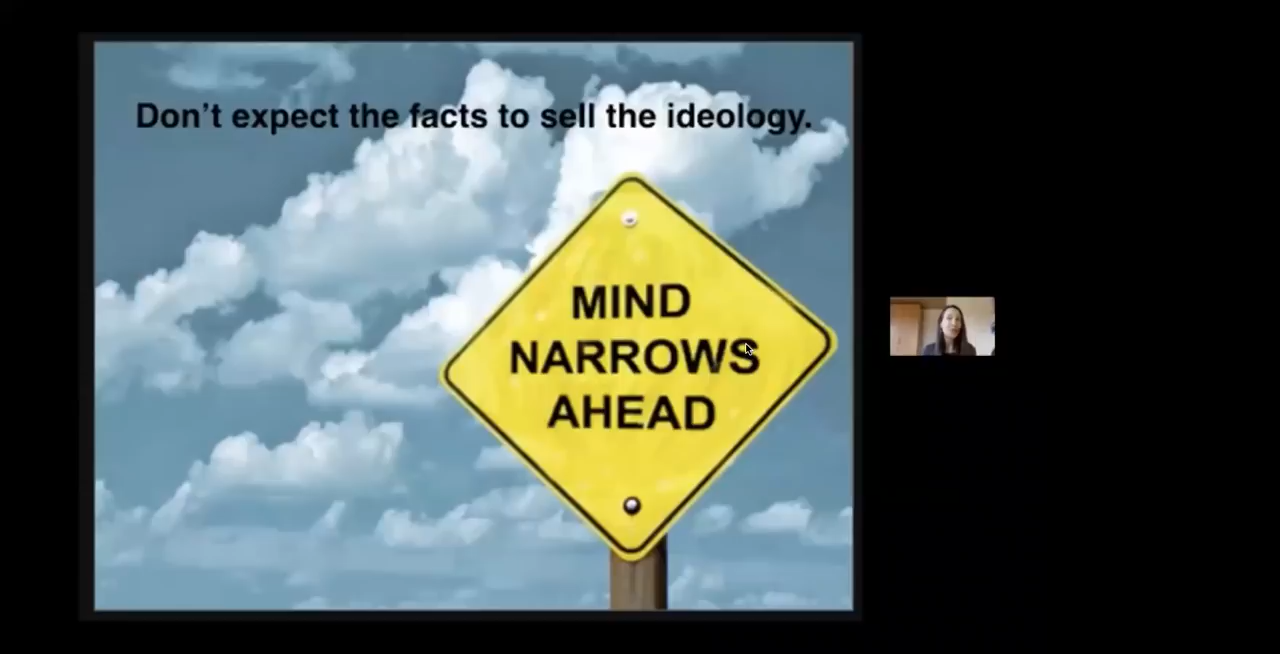 Don't expect the facts to sell the ideology.
MIND
NARROWS
AHEAD